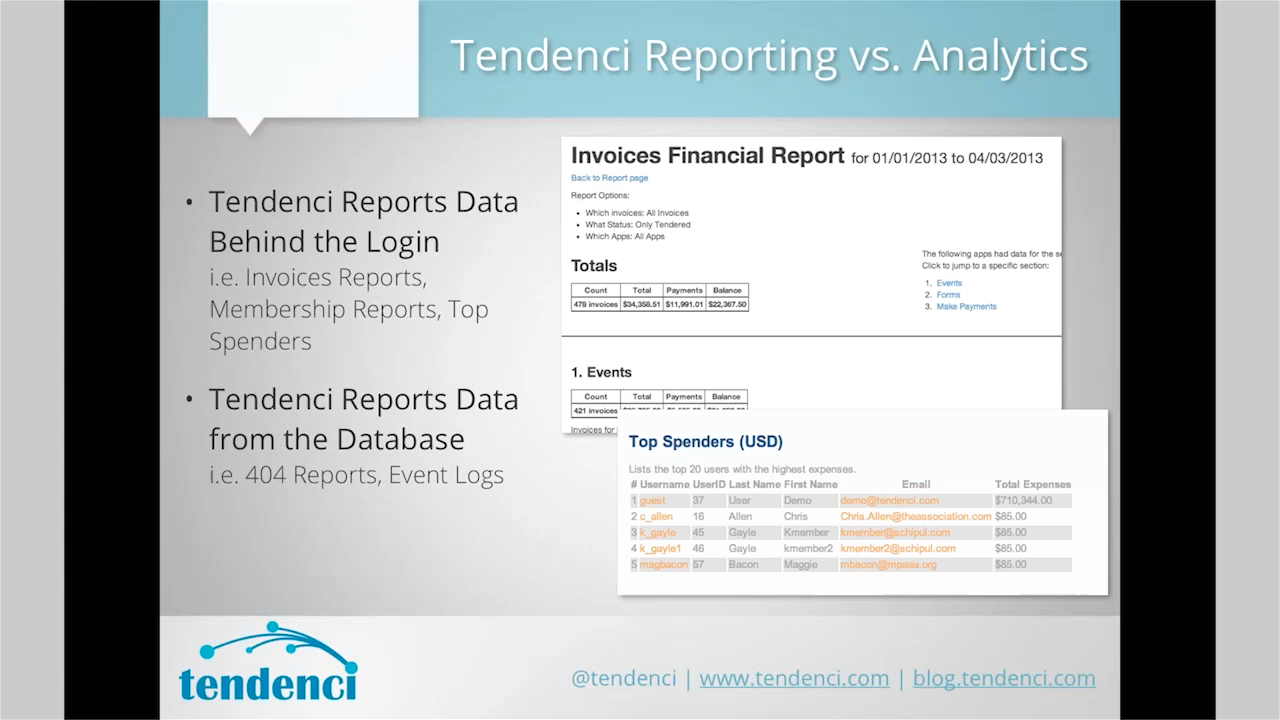 Tendenci Reporting vs. Analytics
• Tendenci Reports Data
Behind the Login
i.e. Invoices Reports,
Membership Reports, Top
Spenders
• Tendenci Reports Data
from the Database
i.e. 404 Reports, Event Logs
Invoices Financial Report for 01/01/2013 to 04/03/2013
Back to Report page
Report Options:
• Which invoices: All Invoices
• What Status: Only Tendered
• Which Apps: All Apps
Totals
Count Total Payments Balance
478 invoices $34,358.51 $11,991.01 $22,367.50
The following apps had data for the
Click to jump to a specific section:
1. Events
2. Forms
3. Make Payments
1. Events
Count Total Payments Balance
421 invoices
Invoices for
Top Spenders (USD)
Lists the top 20 users with the highest expenses.
# Username UserID Last Name First Name Email Total Expenses
1 guest 37 User Demo demo@tendenci.com $710,344.00
2 c_allen 16 Allen Chris Chris.Allen@theassociation.com $85.00
3 k_gayle 45 Gayle Kmember kmember@schipul.com $85.00
4 k_gayle1 46 Gayle kmember2 kmember2@schipul.com $85.00
5 magbacon 57 Bacon Maggie mbacon@mpaaa.org $85.00
tendenci
@tendenci | www.tendenci.com | blog.tendenci.com